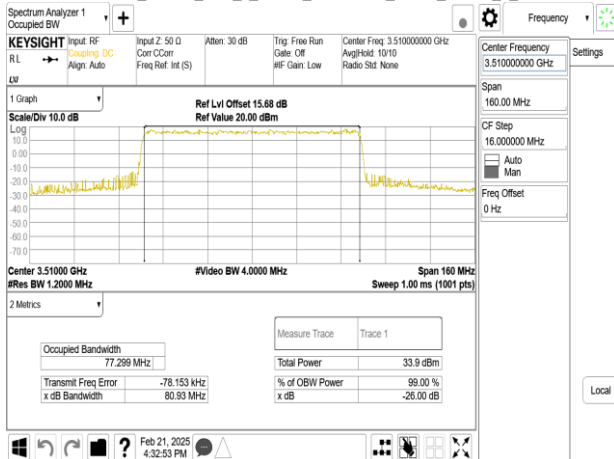 Spectrum Analyzer 1
Occupied BW
+
Frequency
KEYSIGHT
RL
Input: RF
Coupling: DC
Align: Auto
Input Z: 50 Ω
Corr CCorr
Freq Ref: Int (S)
Atten: 30 dB
Trig: Free Run
Gate: Off
#IF Gain: Low
Center Freq: 3.510000000 GHz
Avg|Hold: 10/10
Radio Std: None
Center Frequency
3.510000000 GHz
Settings
Span
160.00 MHz
CF Step
16.000000 MHz
Auto
Man
Freq Offset
0 Hz
Local
1 Graph
Scale/Div 10.0 dB
Ref Lvl Offset 15.68 dB
Ref Value 20.00 dBm
Log
10.0
0.00
-10.0
-20.0
-30.0
-40.0
-50.0
-60.0
-70.0
Center 3.51000 GHz
#Video BW 4.0000 MHz
Span 160 MHz
#Res BW 1.2000 MHz
Sweep 1.00 ms (1001 pts)
2 Metrics
Measure Trace
Trace 1
Occupied Bandwidth
77.299 MHz
Total Power
33.9 dBm
Transmit Freq Error
-78.153 kHz
% of OBW Power
99.00 %
x dB Bandwidth
80.93 MHz
x dB
-26.00 dB
?
Feb 21, 2025
4:32:53 PM